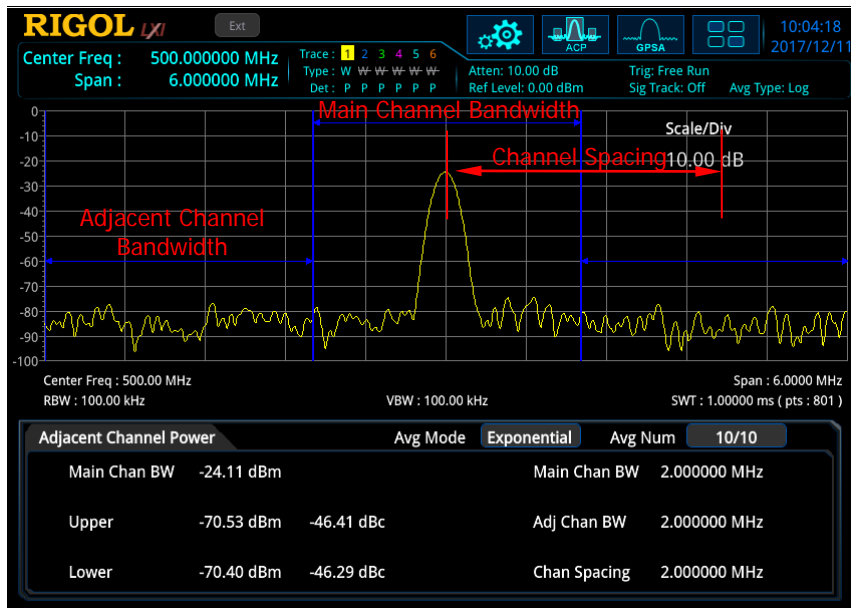 RIGOL LXI Ext ACP GPSA 10:04:18
2017/12/11
Center Freq : 500.000000 MHz
Span : 6.000000 MHz
Trace : 1 2 3 4 5 6
Type : W W W W W W
Det : P P P P P P
Atten: 10.00 dB
Ref Level: 0.00 dBm
Trig: Free Run
Sig Track: Off
Avg Type: Log
Main Channel Bandwidth
Scale/Div
10.00 dB
Channel Spacing
Adjacent Channel
Bandwidth
0
-10
-20
-30
-40
-50
-60
-70
-80
-90
-100
Center Freq : 500.00 MHz Span : 6.0000 MHz
RBW : 100.00 kHz VBW : 100.00 kHz SWT : 1.00000 ms ( pts : 801 )
Adjacent Channel Power Avg Mode Exponential Avg Num 10/10
Main Chan BW -24.11 dBm Main Chan BW 2.000000 MHz
Upper -70.53 dBm -46.41 dBc Adj Chan BW 2.000000 MHz
Lower -70.40 dBm -46.29 dBc Chan Spacing 2.000000 MHz